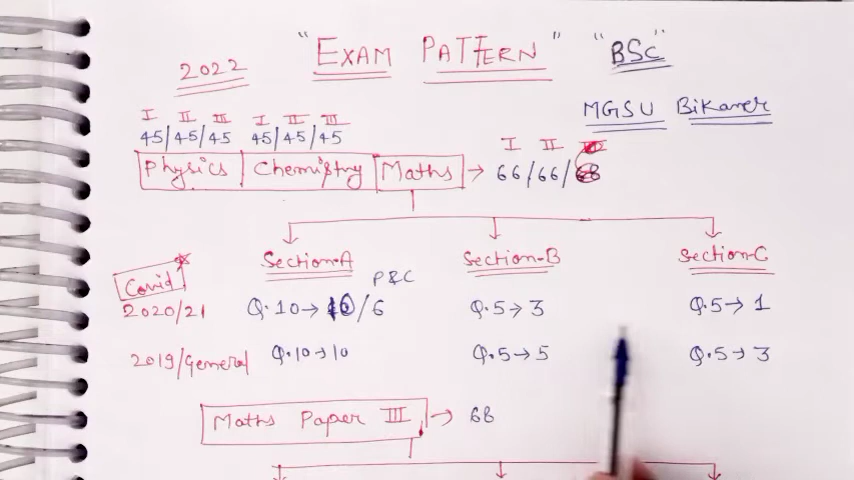 "EXAM PATTERN" "BSC"
2022
MGSU Bikaner
I II III I II III
45/45/45 45/45/45
I II
Physics Chemistry Maths → 66/66/68
Section-A Section-B Section-C
Covid*
P&C
2020/21 Q.10→10/6 Q.5→3 Q.5→1
2019/General Q.10→10 Q.5→5 Q.5→3
Maths Paper III → 68